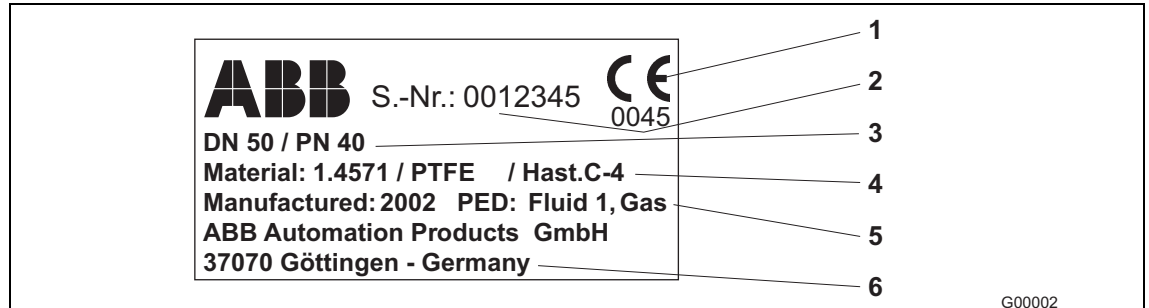 1
ABB S.-Nr.: 0012345 CE
2
0045
DN 50 / PN 40
3
Material: 1.4571 / PTFE / Hast.C-4
4
Manufactured: 2002 PED: Fluid 1, Gas
ABB Automation Products GmbH
5
37070 Göttingen - Germany
6
G00002